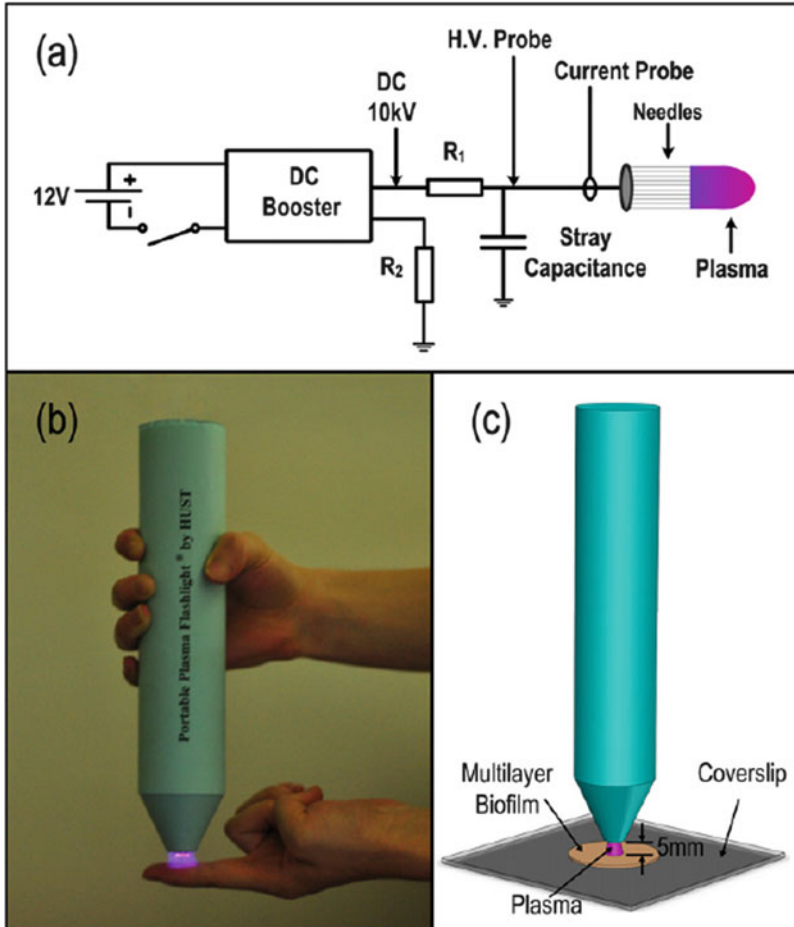 (a)
H.V. Probe
Current Probe
DC
10kV
Needles
R₁
12V
+
-
DC
Booster
R₂
Stray
Capacitance
Plasma
(b)
Portable Plasma Flashlight ® by HUST
(c)
Multilayer
Biofilm
Coverslip
5mm
Plasma